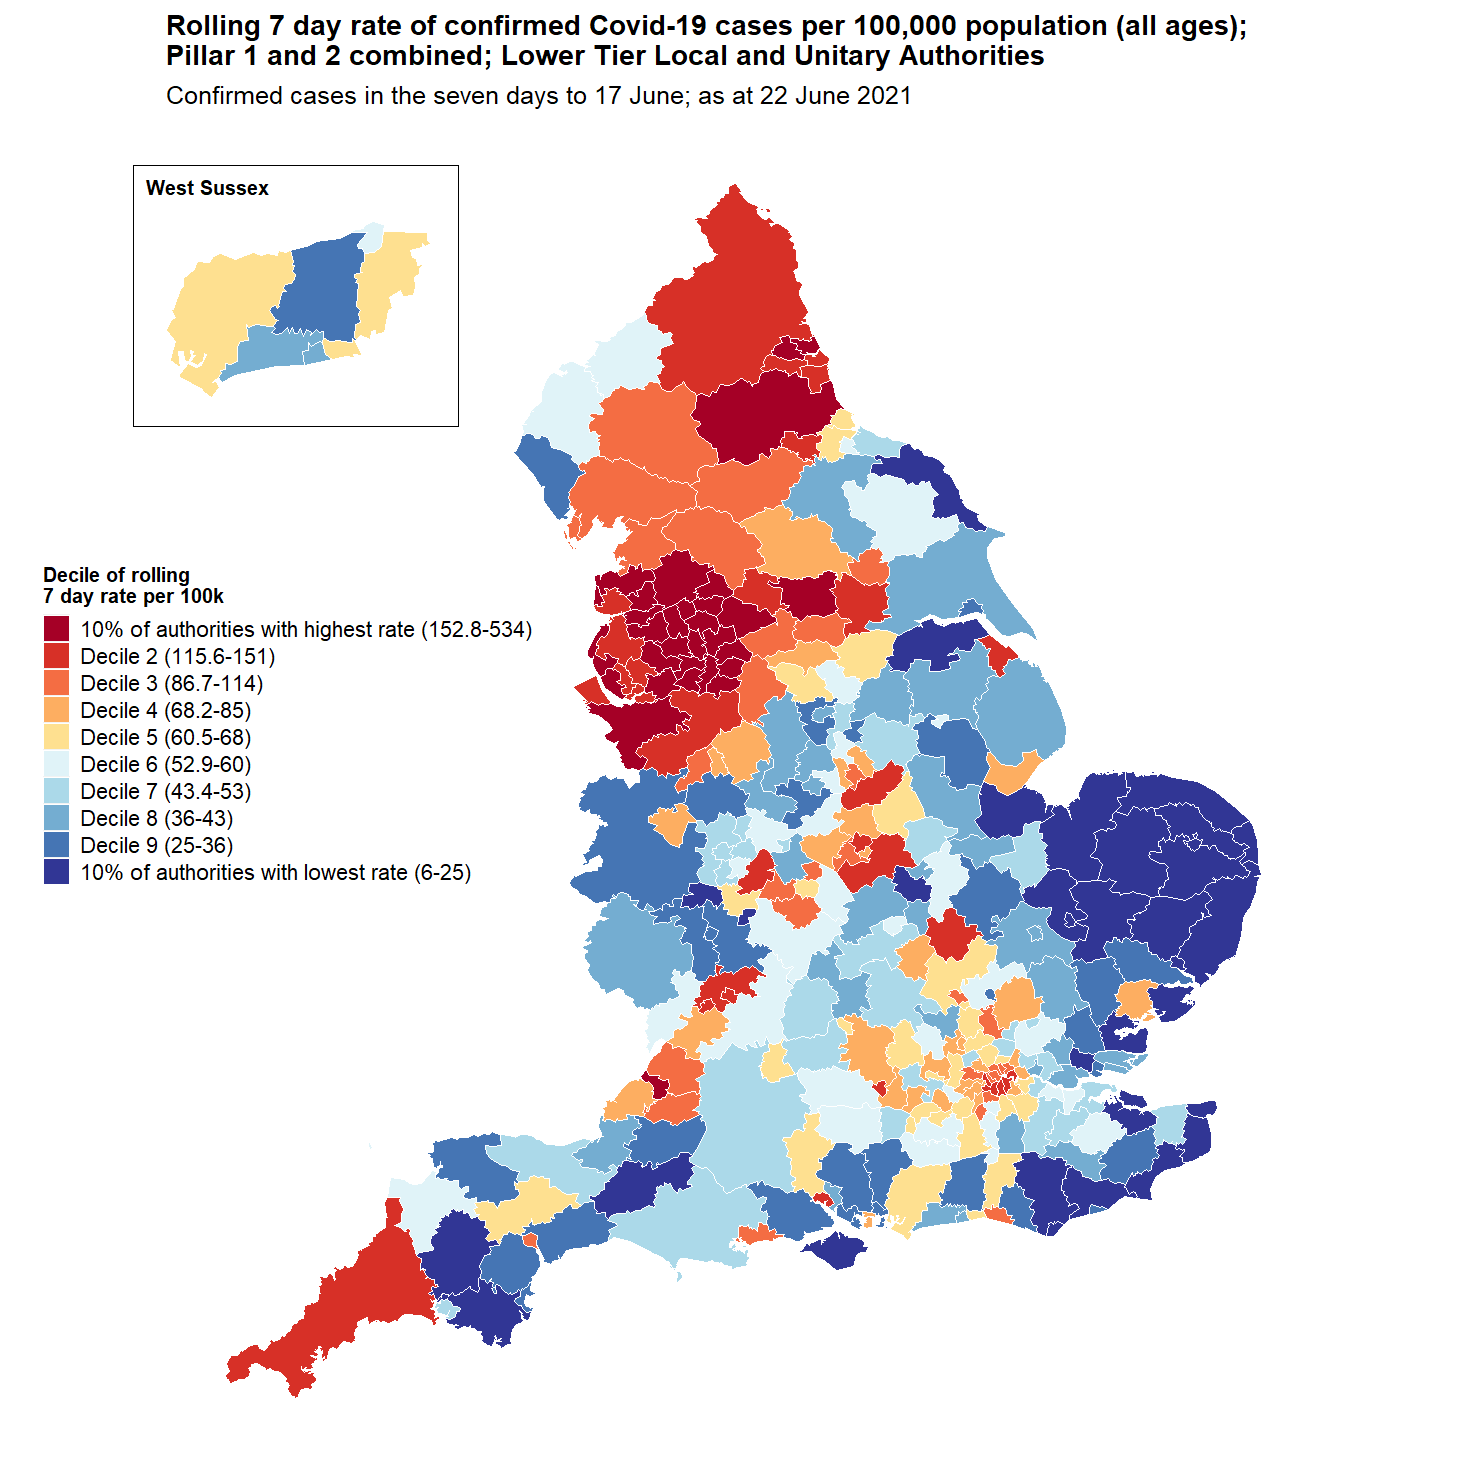 Rolling 7 day rate of confirmed Covid-19 cases per 100,000 population (all ages);
Pillar 1 and 2 combined; Lower Tier Local and Unitary Authorities
Confirmed cases in the seven days to 17 June; as at 22 June 2021
West Sussex
Decile of rolling
7 day rate per 100k
10% of authorities with highest rate (152.8-534)
Decile 2 (115.6-151)
Decile 3 (86.7-114)
Decile 4 (68.2-85)
Decile 5 (60.5-68)
Decile 6 (52.9-60)
Decile 7 (43.4-53)
Decile 8 (36-43)
Decile 9 (25-36)
10% of authorities with lowest rate (6-25)